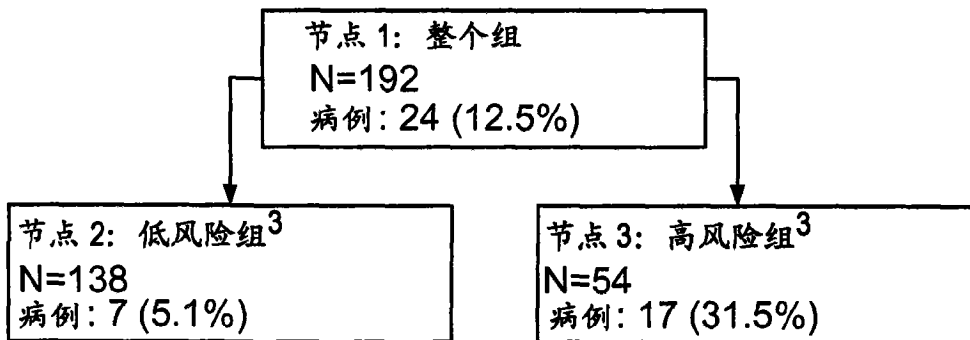 节点 1: 整个组
N=192
病例: 24 (12.5%)
节点 2: 低风险组3
N=138
病例: 7 (5.1%)
节点 3: 高风险组3
N=54
病例: 17 (31.5%)